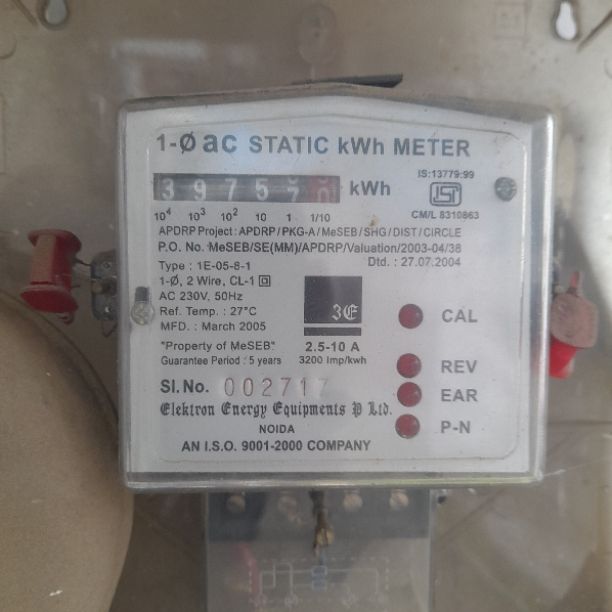 1-Ø ac STATIC kWh METER
IS:13779:99
39757 kWh
ISI
10⁴ 10³ 10² 10 1 1/10
CM/L 8310863
APDRP Project : APDRP/PKG-A/MeSEB/SHG/DIST/CIRCLE
P.O. No. MeSEB/SE(MM)/APDRP/Valuation/2003-04/38
Dtd. : 27.07.2004
Type : 1E-05-8-1
1-Ø, 2 Wire, CL-1
AC 230V, 50Hz
Ref. Temp. : 27°C
MFD. : March 2005
3E
CAL
"Property of MeSEB"
2.5-10 A
Guarantee Period : 5 years
3200 Imp/kwh
REV
Sl. No. 002717
EAR
Elektron Energy Equipments P Ltd.
P-N
NOIDA
AN I.S.O. 9001-2000 COMPANY